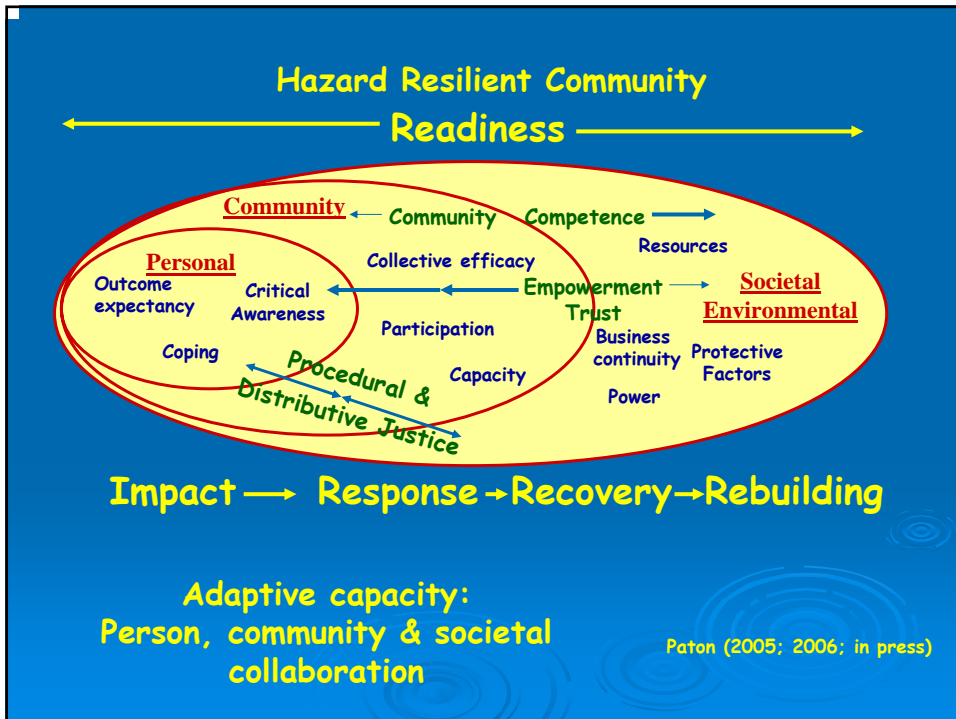 Hazard Resilient Community
Readiness
Community
Community Competence
Resources
Personal
Collective efficacy
Outcome
expectancy
Critical
Awareness
Empowerment
Trust
Societal
Environmental
Participation
Business
continuity
Protective
Factors
Coping
Procedural &
Distributive Justice
Capacity
Power
Impact Response Recovery Rebuilding
Adaptive capacity:
Person, community & societal
collaboration
Paton (2005; 2006; in press)